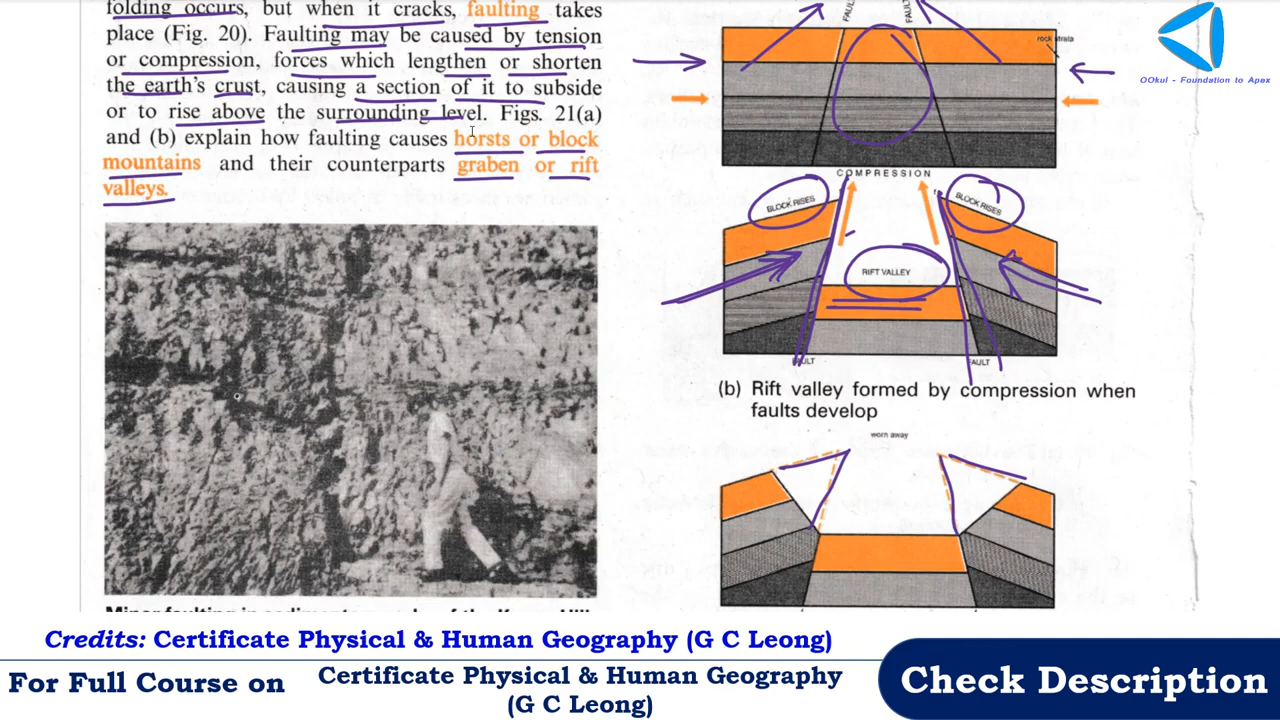 folding occurs, but when it cracks, faulting takes
place (Fig. 20). Faulting may be caused by tension
or compression, forces which lengthen or shorten
the earth's crust, causing a section of it to subside
or to rise above the surrounding level. Figs. 21(a)
and (b) explain how faulting causes horsts or block
mountains and their counterparts graben or rift
valleys.
FAULT
FAULT
rock strata
OOkul - Foundation to Apex
COMPRESSION
BLOCK RISES
BLOCK RISES
RIFT VALLEY
FAULT
FAULT
(b) Rift valley formed by compression when
faults develop
worn away
Credits: Certificate Physical & Human Geography (G C Leong)
For Full Course on
Certificate Physical & Human Geography
(G C Leong)
Check Description